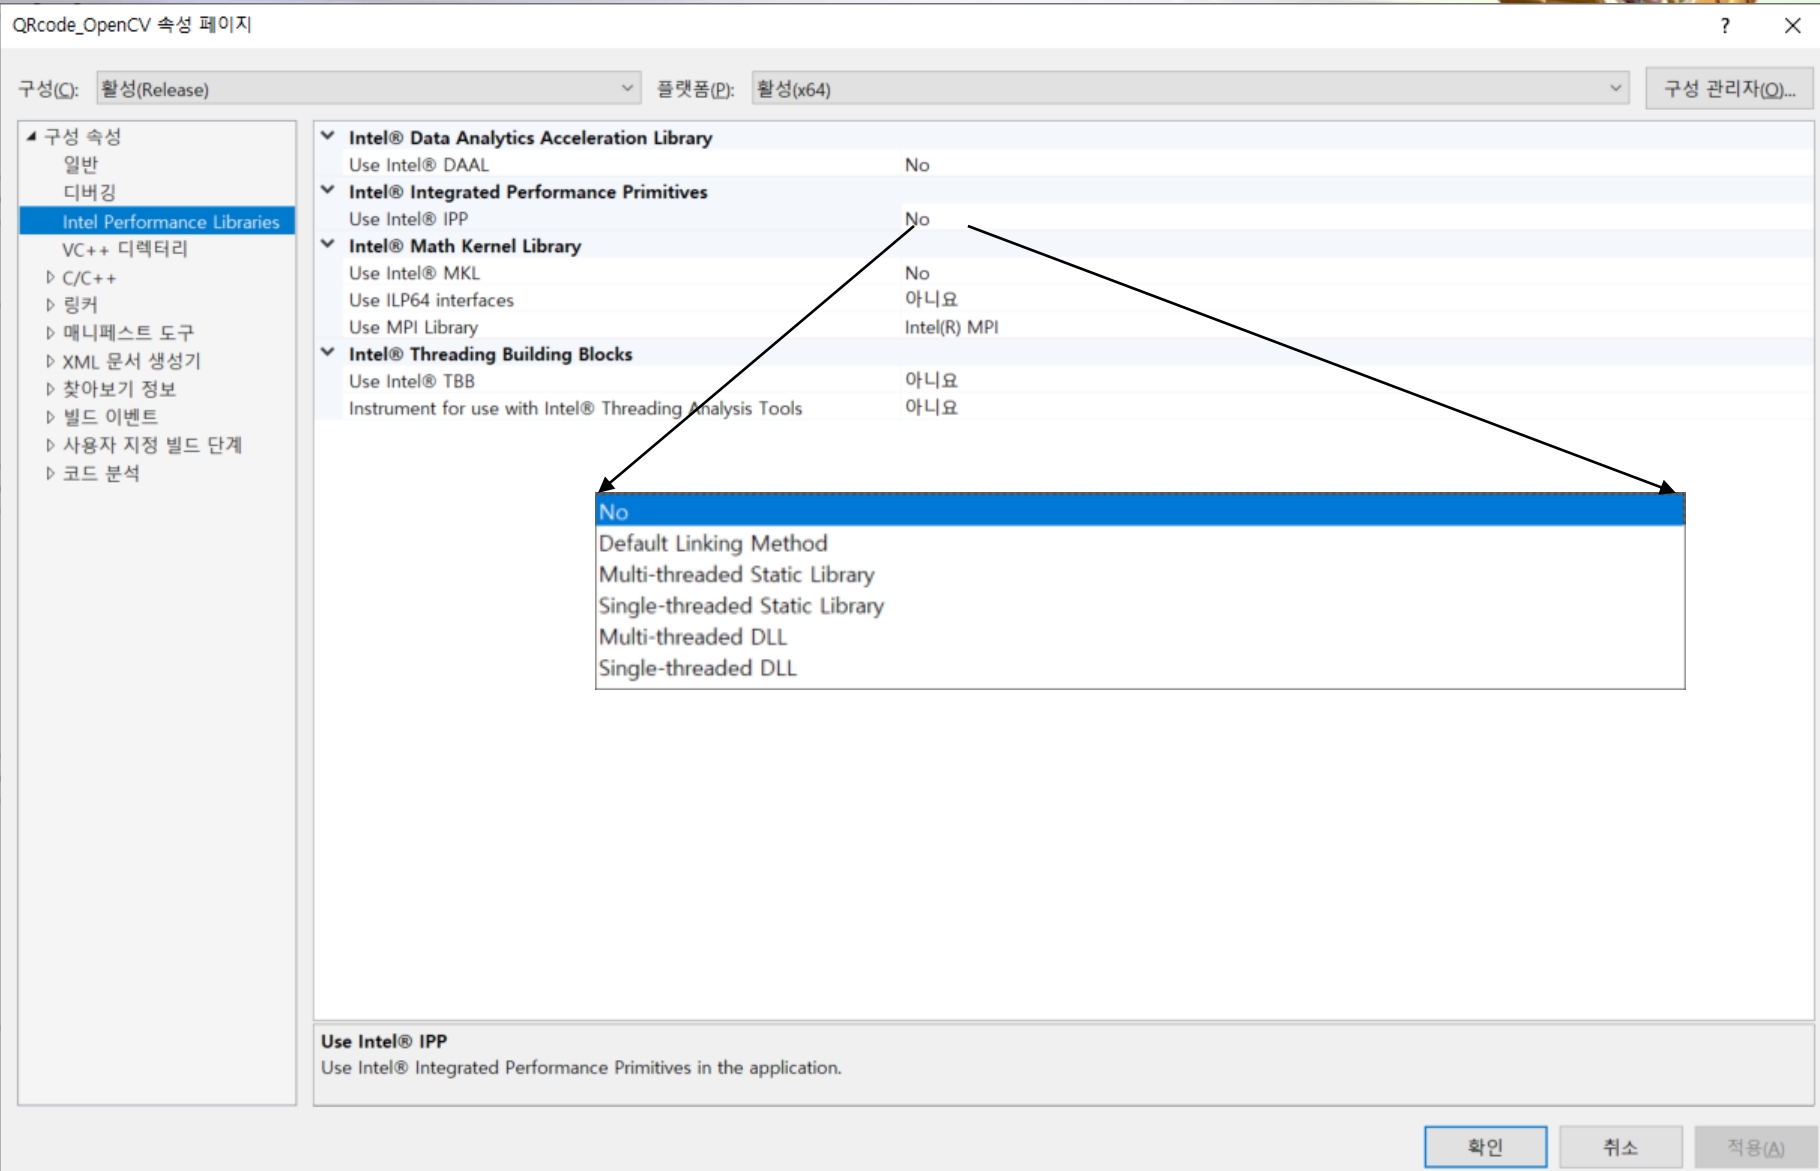 QRcode_OpenCV 속성 페이지
?
구성(C):
활성(Release)
플랫폼(P):
활성(x64)
구성 관리자(O)...
구성 속성
일반
디버깅
Intel Performance Libraries
VC++ 디렉터리
C/C++
링커
매니페스트 도구
XML 문서 생성기
찾아보기 정보
빌드 이벤트
사용자 지정 빌드 단계
코드 분석
Intel® Data Analytics Acceleration Library
Use Intel® DAAL No
Intel® Integrated Performance Primitives
Use Intel® IPP No
Intel® Math Kernel Library
Use Intel® MKL No
Use ILP64 interfaces 아니요
Use MPI Library Intel(R) MPI
Intel® Threading Building Blocks
Use Intel® TBB 아니요
Instrument for use with Intel® Threading Analysis Tools 아니요
No
Default Linking Method
Multi-threaded Static Library
Single-threaded Static Library
Multi-threaded DLL
Single-threaded DLL
Use Intel® IPP
Use Intel® Integrated Performance Primitives in the application.
확인
취소
적용(A)